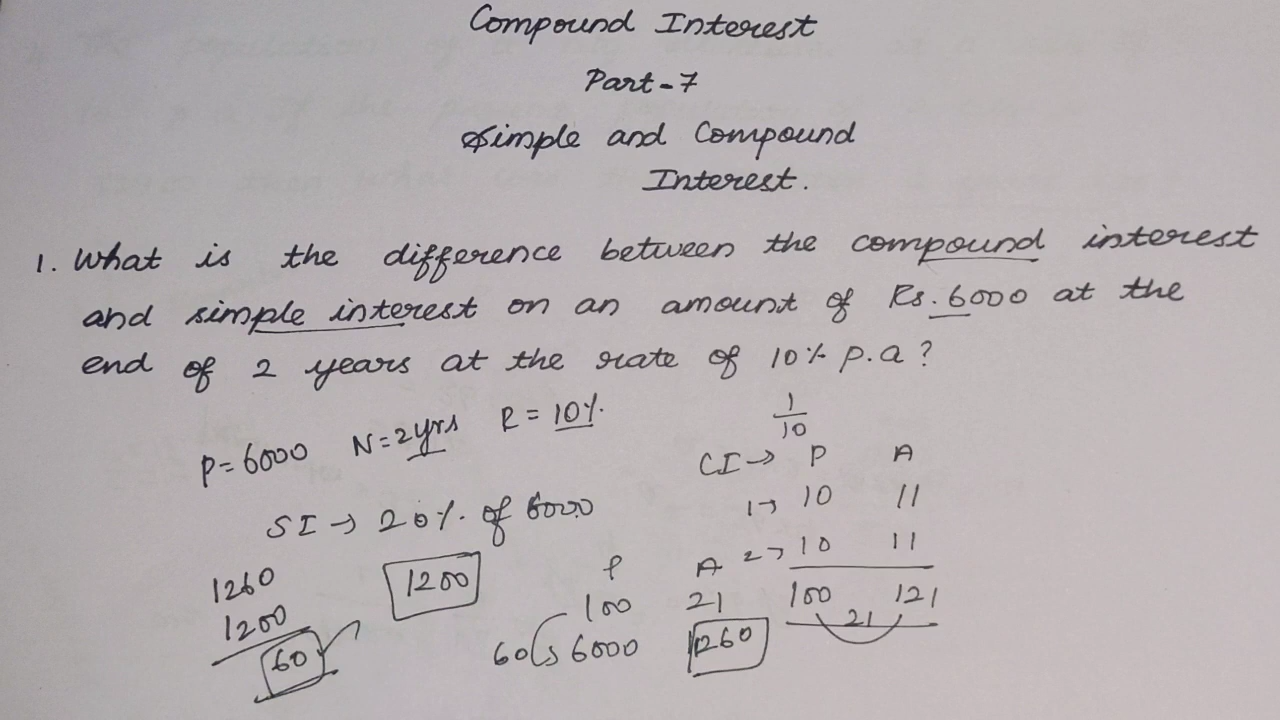 Compound Interest
Part-7
Simple and Compound
Interest.
1. What is the difference between the compound interest
and simple interest on an amount of Rs. 6000 at the
end of 2 years at the rate of 10% p.a?
P=6000 N=2yrs R=10%.
SI → 20%. of 6000
1200
1260
1200
60
1/10
CI → P A
1→ 10 11
2→ 10 11
100 121
21
P A
100 21
60 6000 1260